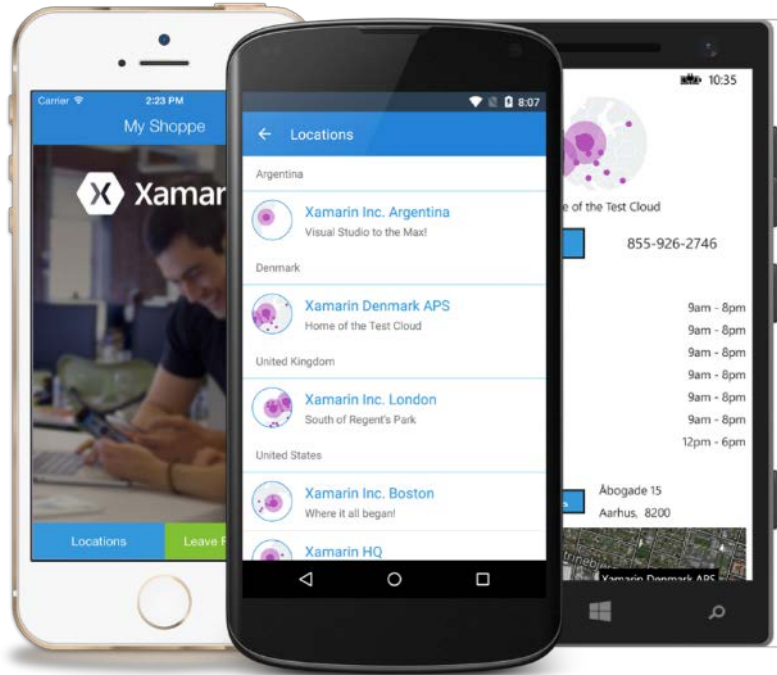 Carrier 2:23 PM
My Shoppe
Xamar
Locations
Leave
8:07
Locations
Argentina
Xamarin Inc. Argentina
Visual Studio to the Max!
Denmark
Xamarin Denmark APS
Home of the Test Cloud
United Kingdom
Xamarin Inc. London
South of Regent's Park
United States
Xamarin Inc. Boston
Where it all began!
Xamarin HQ
10:35
of the Test Cloud
855-926-2746
9am - 8pm
9am - 8pm
9am - 8pm
9am - 8pm
9am - 8pm
9am - 8pm
12pm - 6pm
Åbogade 15
Aarhus, 8200
Xamarin Denmark APS